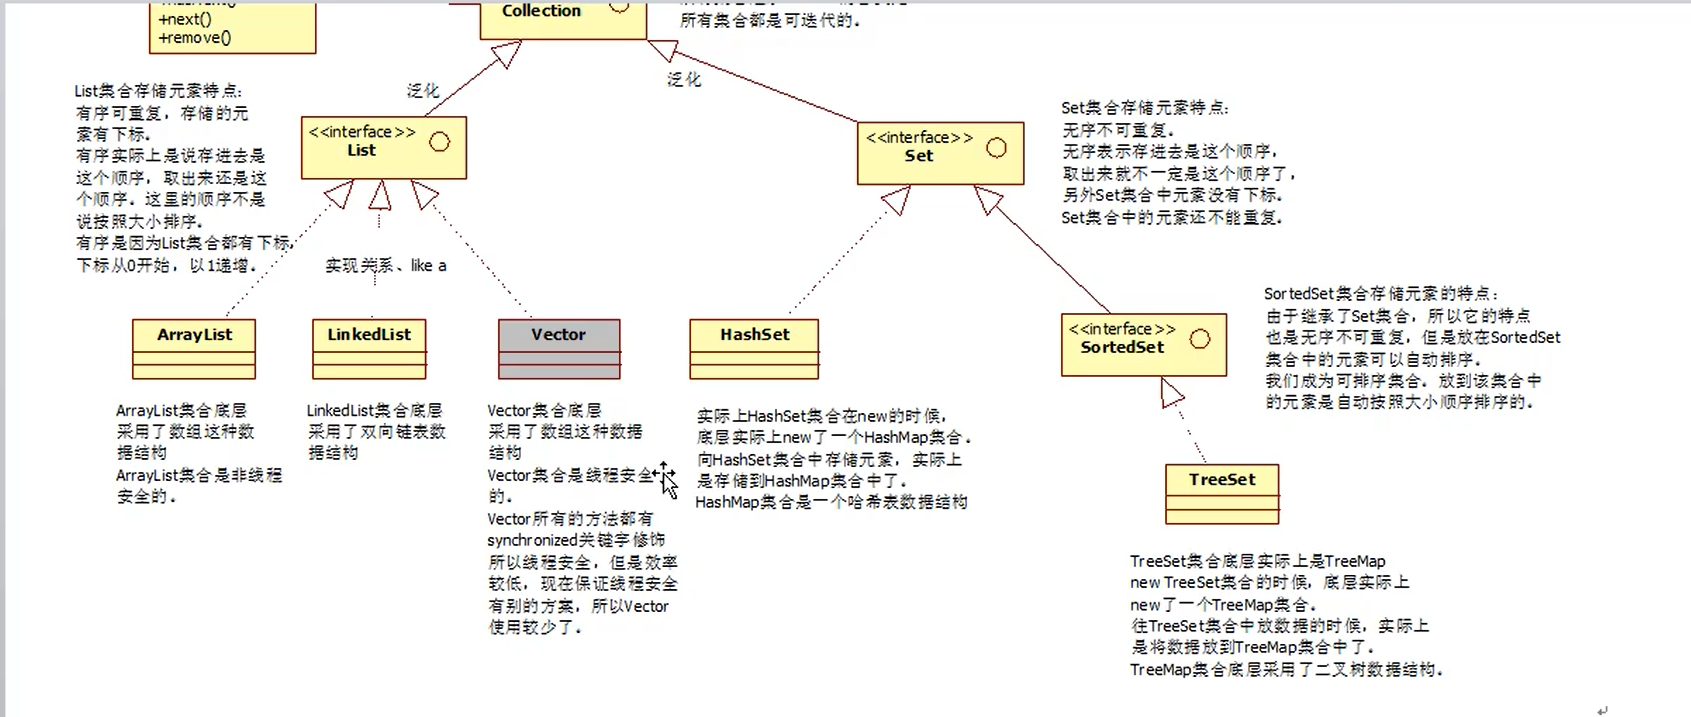 +next()
+remove()
Collection
所有集合都是可迭代的.
泛化
泛化
List集合存储元素特点:
有序可重复，存储的元
素有下标.
有序实际上是说存进去是
这个顺序，取出来还是这
个顺序. 这里的顺序不是
说按照大小排序.
有序是因为List集合都有下标,
下标从0开始，以1递增.
<<interface>>
List
<<interface>>
Set
Set集合存储元素特点:
无序不可重复.
无序表示存进去是这个顺序,
取出来就不一定是这个顺序了,
另外Set集合中元素没有下标.
Set集合中的元素还不能重复.
实现关系、like a
ArrayList
LinkedList
Vector
HashSet
<<interface>>
SortedSet
SortedSet集合存储元素的特点:
由于继承了Set集合，所以它的特点
也是无序不可重复，但是放在SortedSet
集合中的元素可以自动排序.
我们成为可排序集合. 放到该集合中
的元素是自动按照大小顺序排序的.
ArrayList集合底层
采用了数组这种数
据结构
ArrayList集合是非线程
安全的.
LinkedList集合底层
采用了双向链表数
据结构
Vector集合底层
采用了数组这种数据
结构
Vector集合是线程安全
的.
Vector所有的方法都有
synchronized关键字修饰
所以线程安全，但是效率
较低，现在保证线程安全
有别的方案，所以Vector
使用较少了.
实际上HashSet集合在new的时候,
底层实际上new了一个HashMap集合.
向HashSet集合中存储元素，实际上
是存储到HashMap集合中了.
HashMap集合是一个哈希表数据结构
TreeSet
TreeSet集合底层实际上是TreeMap
new TreeSet集合的时候，底层实际上
new了一个TreeMap集合.
往TreeSet集合中放数据的时候，实际上
是将数据放到TreeMap集合中了.
TreeMap集合底层采用了二叉树数据结构.